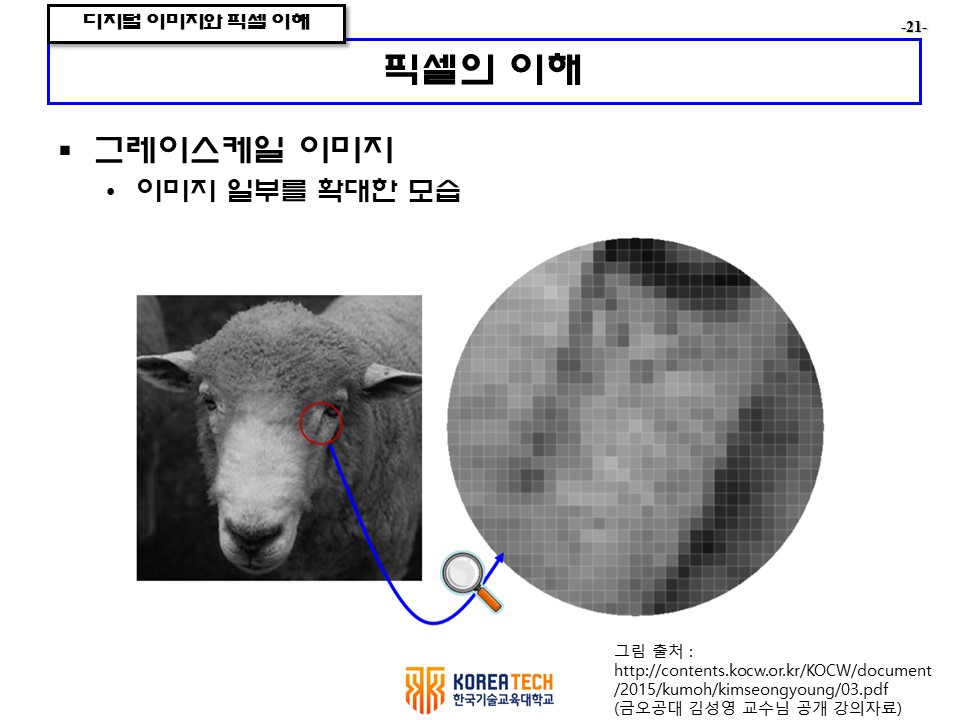 디지털 이미지와 픽셀 이해
-21-
픽셀의 이해
▪ 그레이스케일 이미지
• 이미지 일부를 확대한 모습
그림 출처 :
http://contents.kocw.or.kr/KOCW/document
/2015/kumoh/kimseongyoung/03.pdf
(금오공대 김성영 교수님 공개 강의자료)
KOREATECH
한국기술교육대학교